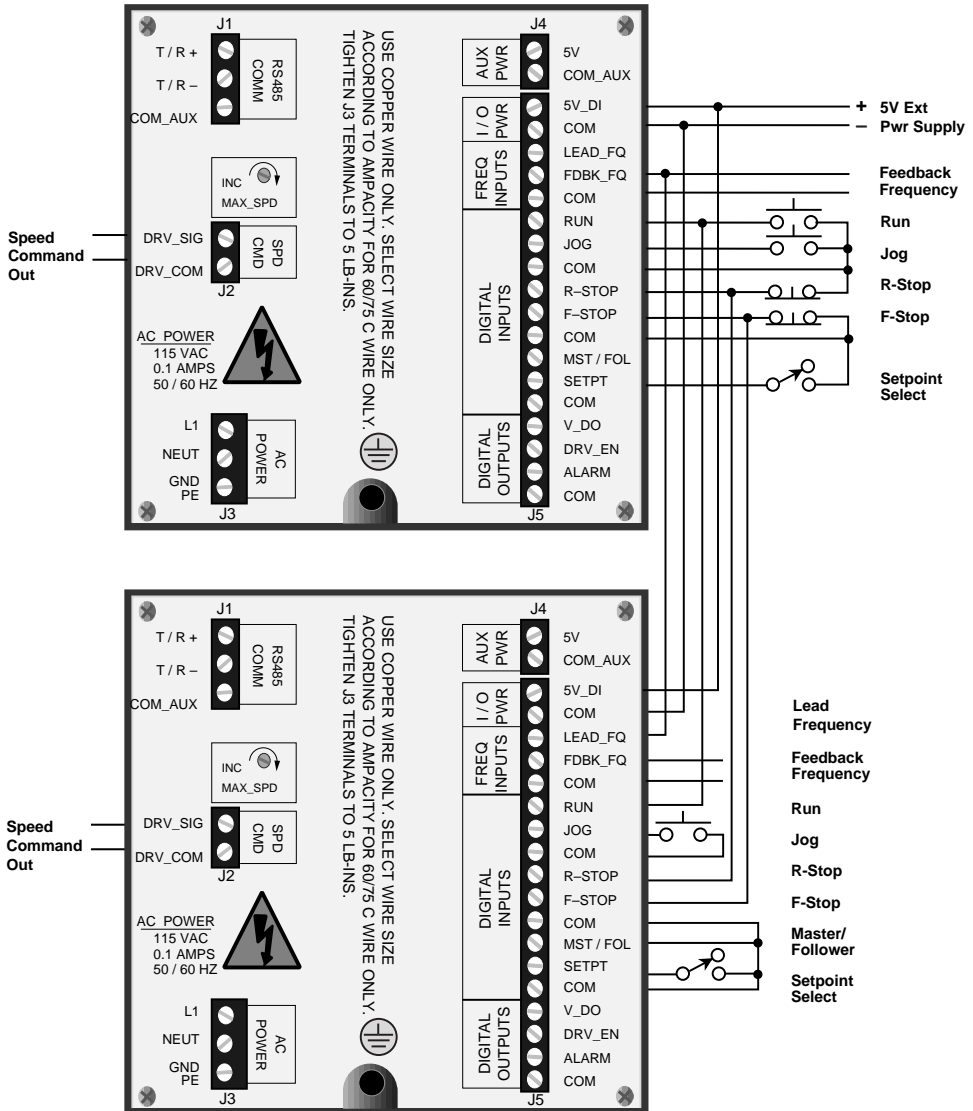 J1
T / R +
T / R –
COM_AUX
RS485
COMM
INC
MAX_SPD
Speed
Command
Out
DRV_SIG
DRV_COM
SPD
CMD
J2
AC POWER
115 VAC
0.1 AMPS
50 / 60 HZ
L1
NEUT
GND
PE
AC
POWER
J3
USE COPPER WIRE ONLY. SELECT WIRE SIZE
ACCORDING TO AMPACITY FOR 60/75 C WIRE ONLY.
TIGHTEN J3 TERMINALS TO 5 LB-INS.
J4
AUX
PWR
5V
COM_AUX
I / O
PWR
5V_DI
COM
FREQ
INPUTS
LEAD_FQ
FDBK_FQ
COM
DIGITAL
INPUTS
RUN
JOG
COM
R–STOP
F–STOP
COM
MST / FOL
SETPT
COM
DIGITAL
OUTPUTS
V_DO
DRV_EN
ALARM
COM
J5
+ 5V Ext
– Pwr Supply
Feedback
Frequency
Run
Jog
R-Stop
F-Stop
Setpoint
Select
J1
T / R +
T / R –
COM_AUX
RS485
COMM
INC
MAX_SPD
Speed
Command
Out
DRV_SIG
DRV_COM
SPD
CMD
J2
AC POWER
115 VAC
0.1 AMPS
50 / 60 HZ
L1
NEUT
GND
PE
AC
POWER
J3
USE COPPER WIRE ONLY. SELECT WIRE SIZE
ACCORDING TO AMPACITY FOR 60/75 C WIRE ONLY.
TIGHTEN J3 TERMINALS TO 5 LB-INS.
J4
AUX
PWR
5V
COM_AUX
I / O
PWR
5V_DI
COM
FREQ
INPUTS
LEAD_FQ
FDBK_FQ
COM
DIGITAL
INPUTS
RUN
JOG
COM
R–STOP
F–STOP
COM
MST / FOL
SETPT
COM
DIGITAL
OUTPUTS
V_DO
DRV_EN
ALARM
COM
J5
Lead
Frequency
Feedback
Frequency
Run
Jog
R-Stop
F-Stop
Master/
Follower
Setpoint
Select